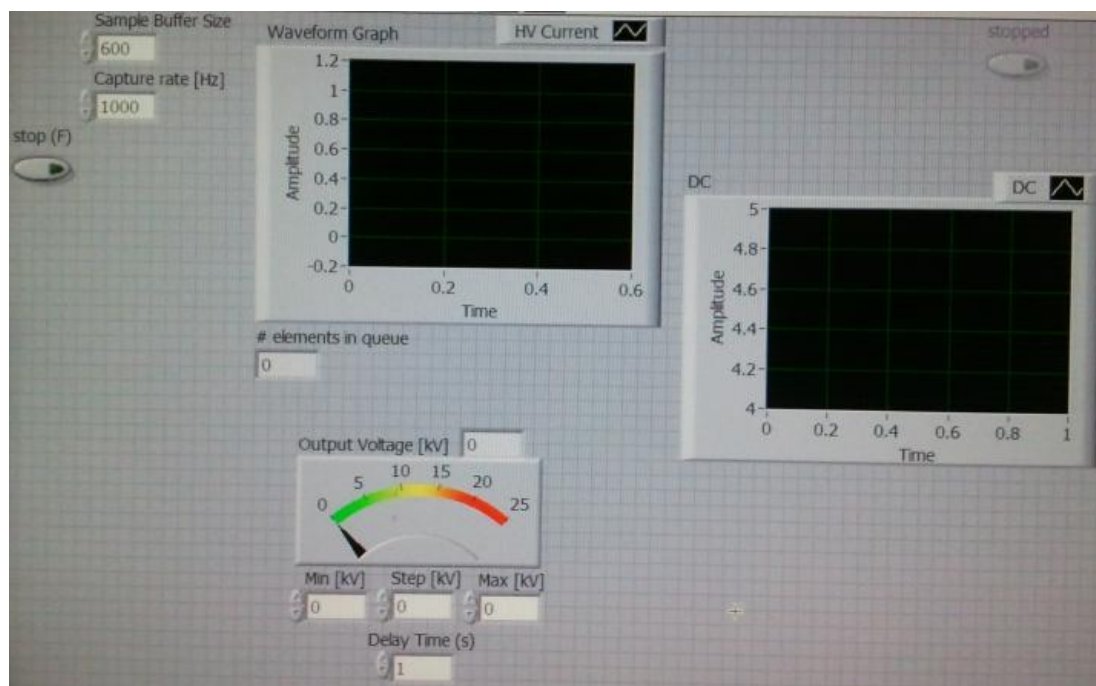 Sample Buffer Size
600
Capture rate [Hz]
1000
stop (F)
Waveform Graph
HV Current
1.2
1
0.8
0.6
0.4
0.2
0
-0.2
Amplitude
0 0.2 0.4 0.6
Time
# elements in queue
0
stopped
DC
DC
5
4.8
4.6
4.4
4.2
4
Amplitude
0 0.2 0.4 0.6 0.8 1
Time
Output Voltage [kV] 0
0 5 10 15 20 25
Min [kV] Step [kV] Max [kV]
0 0 0
Delay Time (s)
1